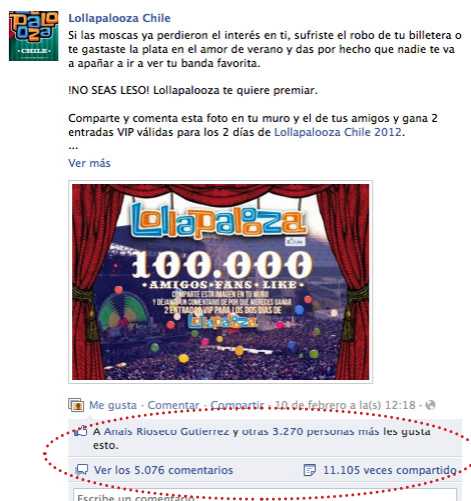 Lollapalooza Chile
Si las moscas ya perdieron el interés en ti, sufriste el robo de tu billetera o
te gastaste la plata en el amor de verano y das por hecho que nadie te va
a apañar a ir a ver tu banda favorita.
!NO SEAS LESO! Lollapalooza te quiere premiar.
Comparte y comenta esta foto en tu muro y el de tus amigos y gana 2
entradas VIP válidas para los 2 días de Lollapalooza Chile 2012.
...
Ver más
Lollapalooza
100.000
•AMIGOS•FANS•LIKE•
COMPARTE ESTA IMAGEN EN TU MURO
Y DÉJANOS UN COMENTARIO DE POR QUÉ MERECES GANAR
2 ENTRADAS VIP PARA LOS DOS DÍAS DE
Lollapalooza
Me gusta · Comentar · Compartir · 10 de febrero a la(s) 12:18 ·
A Anais Rioseco Gutierrez y otras 3.270 personas más les gusta
esto.
Ver los 5.076 comentarios
11.105 veces compartido
Escribe un comentario